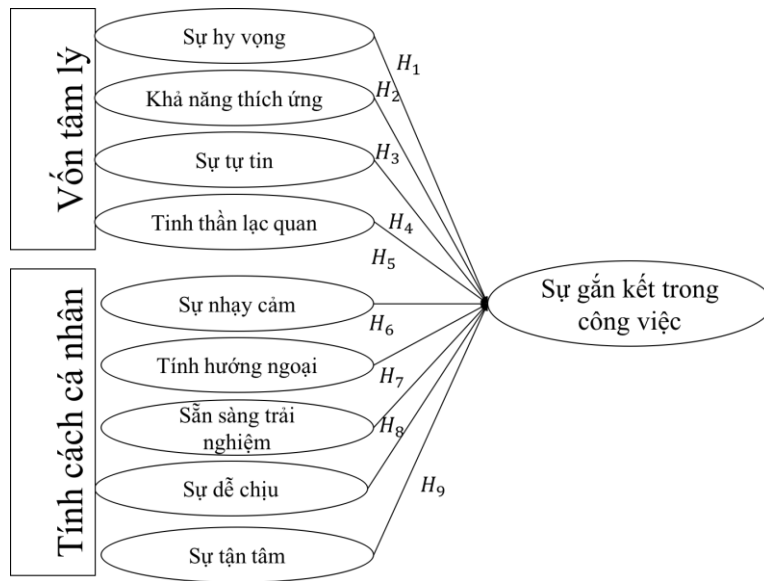 Vốn tâm lý
Sự hy vọng
Khả năng thích ứng
Sự tự tin
Tinh thần lạc quan
Tính cách cá nhân
Sự nhạy cảm
Tính hướng ngoại
Sẵn sàng trải
nghiệm
Sự dễ chịu
Sự tận tâm
H₁
H₂
H₃
H₄
H₅
H₆
H₇
H₈
H₉
Sự gắn kết trong
công việc